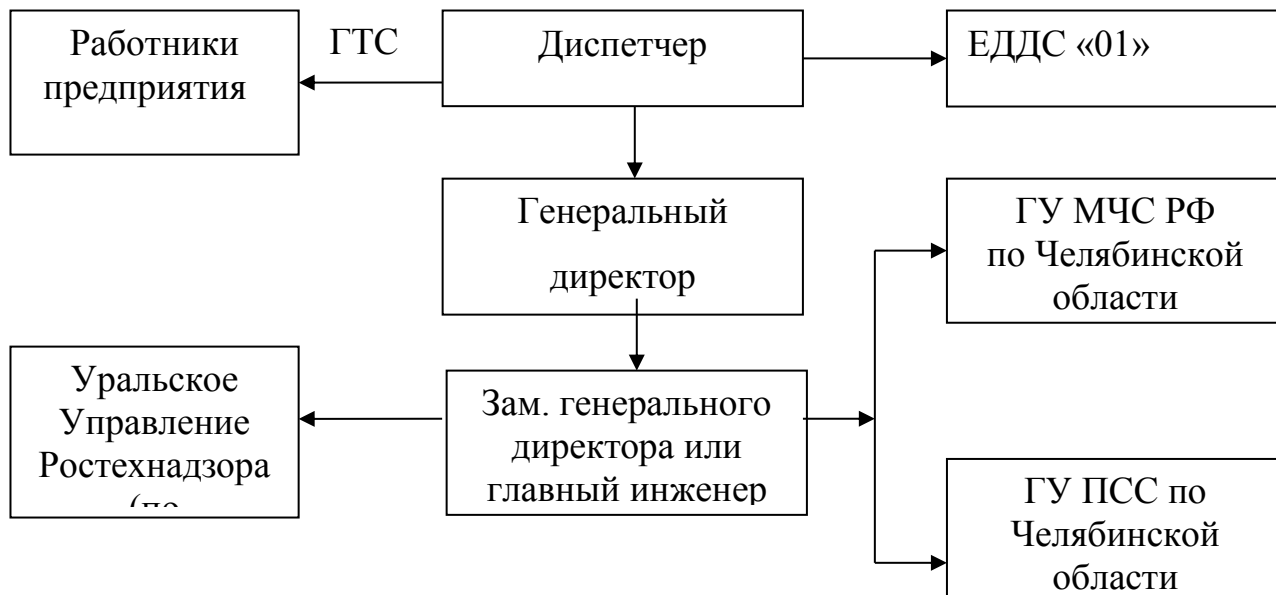 Работники
предприятия
ГТС
Диспетчер
ЕДДС «01»
Генеральный
директор
ГУ МЧС РФ
по Челябинской
области
Уральское
Управление
Ростехнадзора
(по
Зам. генерального
директора или
главный инженер
ГУ ПСС по
Челябинской
области